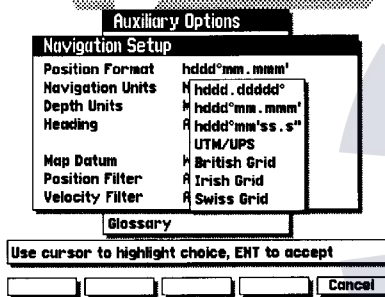 Auxiliary Options
Navigation Setup
Position Format hddd°mm.mmm'
Navigation Units
Depth Units
Heading
Map Datum
Position Filter
Velocity Filter
hddd.ddddd°
hddd°mm.mmm'
hddd°mm'ss.s"
UTM/UPS
British Grid
Irish Grid
Swiss Grid
Glossary
Use cursor to highlight choice, ENT to accept
Cancel